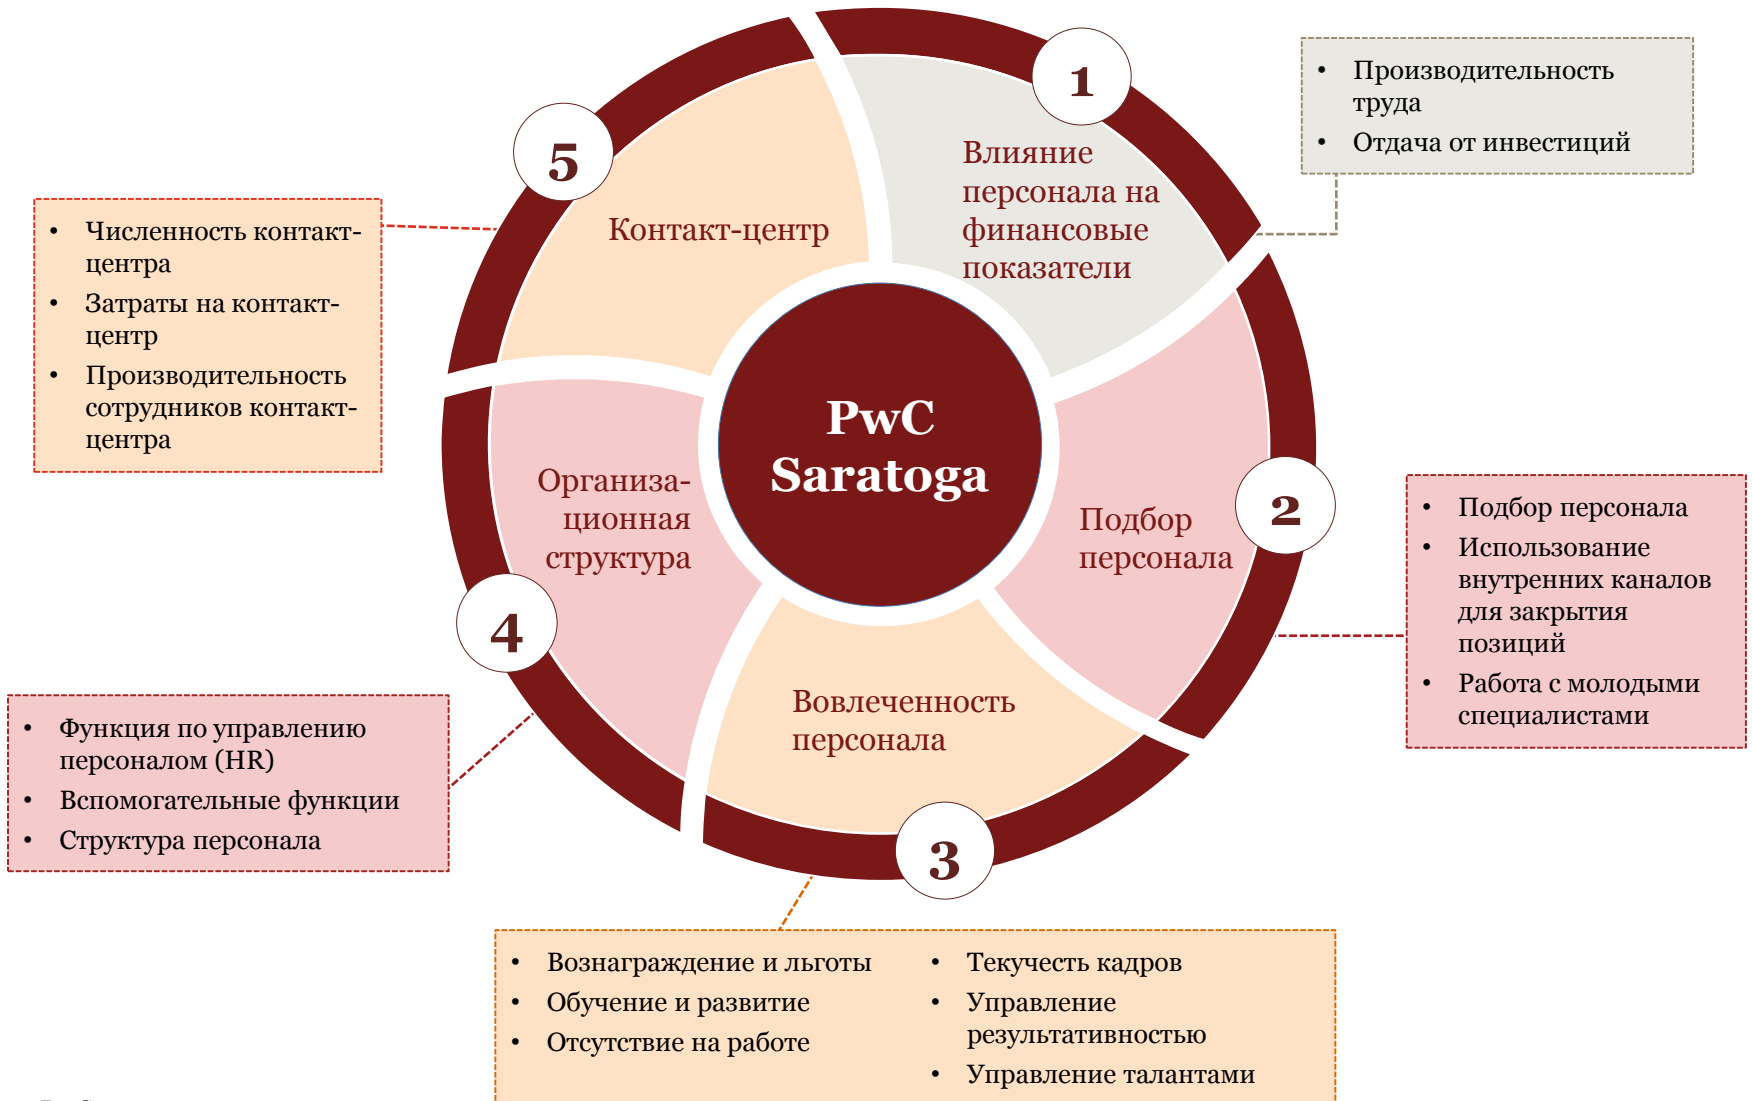 1
Влияние
персонала на
финансовые
показатели
• Производительность
труда
• Отдача от инвестиций
2
Подбор
персонала
• Подбор персонала
• Использование
внутренних каналов
для закрытия
позиций
• Работа с молодыми
специалистами
3
Вовлеченность
персонала
• Вознаграждение и льготы
• Обучение и развитие
• Отсутствие на работе
• Текучесть кадров
• Управление
результативностью
• Управление талантами
4
Организа-
ционная
структура
• Функция по управлению
персоналом (HR)
• Вспомогательные функции
• Структура персонала
5
Контакт-центр
• Численность контакт-
центра
• Затраты на контакт-
центр
• Производительность
сотрудников контакт-
центра
PwC
Saratoga